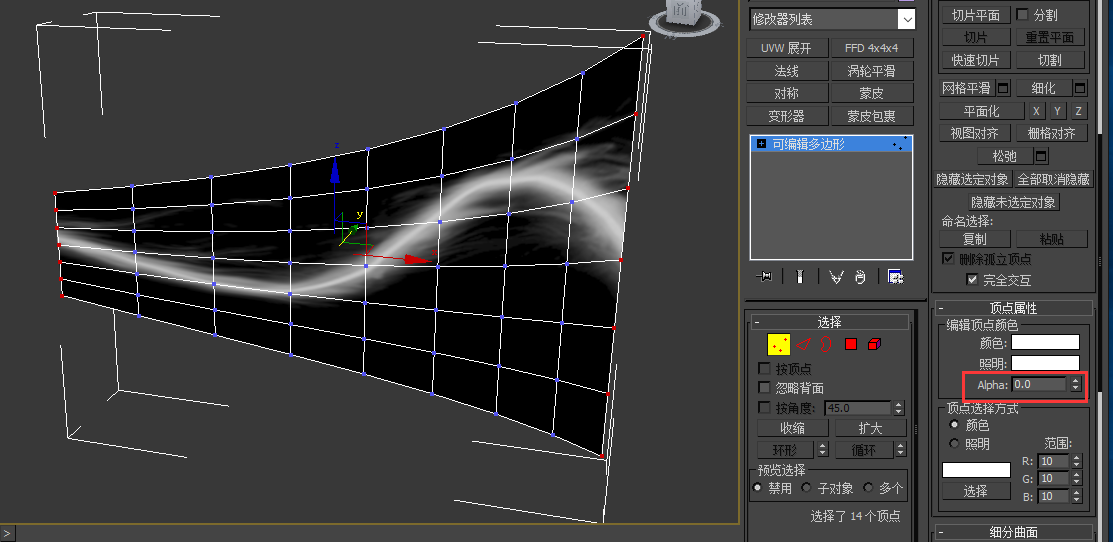 面
y
>
修改器列表
UVW 展开 FFD 4x4x4
法线 涡轮平滑
对称 蒙皮
变形器 蒙皮包裹
可编辑多边形
- 选择
按顶点
忽略背面
按角度: 45.0
收缩 扩大
环形 循环
预览选择
禁用 子对象 多个
选择了 14 个顶点
切片平面 分割
切片 重置平面
快速切片 切割
网格平滑 细化
平面化 X Y Z
视图对齐 栅格对齐
松弛
隐藏选定对象 全部取消隐藏
隐藏未选定对象
命名选择:
复制 粘贴
删除孤立顶点
完全交互
- 顶点属性
编辑顶点颜色
颜色:
照明:
Alpha: 0.0
顶点选择方式
颜色
照明 范围:
R: 10
G: 10
选择 B: 10
- 细分曲面